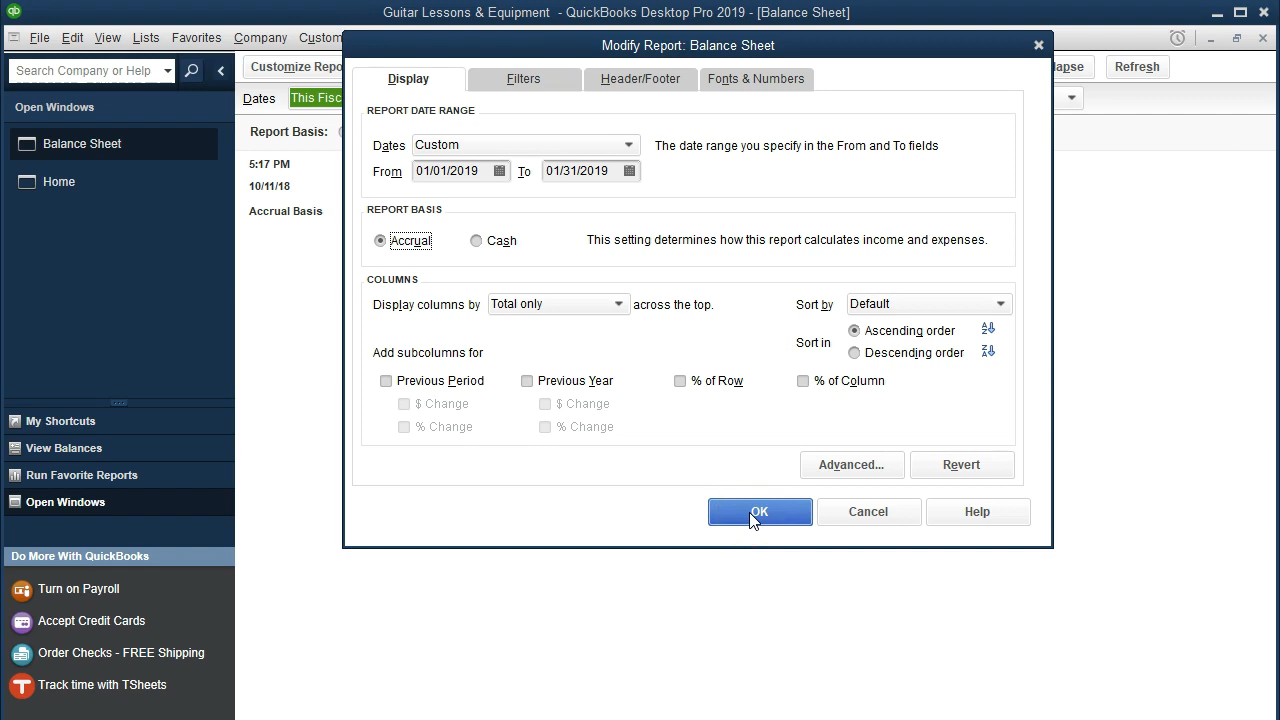 Guitar Lessons & Equipment - QuickBooks Desktop Pro 2019 - [Balance Sheet]
File Edit View Lists Favorites Company Custom
Modify Report: Balance Sheet
Search Company or Help
Customize Repo
lapse
Refresh
Display
Filters
Header/Footer
Fonts & Numbers
Open Windows
Dates
This Fisc
REPORT DATE RANGE
Report Basis:
Balance Sheet
Dates
Custom
The date range you specify in the From and To fields
5:17 PM
From
01/01/2019
To
01/31/2019
Home
10/11/18
Accrual Basis
REPORT BASIS
Accrual
Cash
This setting determines how this report calculates income and expenses.
COLUMNS
Display columns by
Total only
across the top.
Sort by
Default
Sort in
Ascending order
Descending order
Add subcolumns for
Previous Period
Previous Year
% of Row
% of Column
$ Change
$ Change
% Change
% Change
My Shortcuts
View Balances
Run Favorite Reports
Open Windows
Advanced...
Revert
OK
Cancel
Help
Do More With QuickBooks
Turn on Payroll
Accept Credit Cards
Order Checks - FREE Shipping
Track time with TSheets